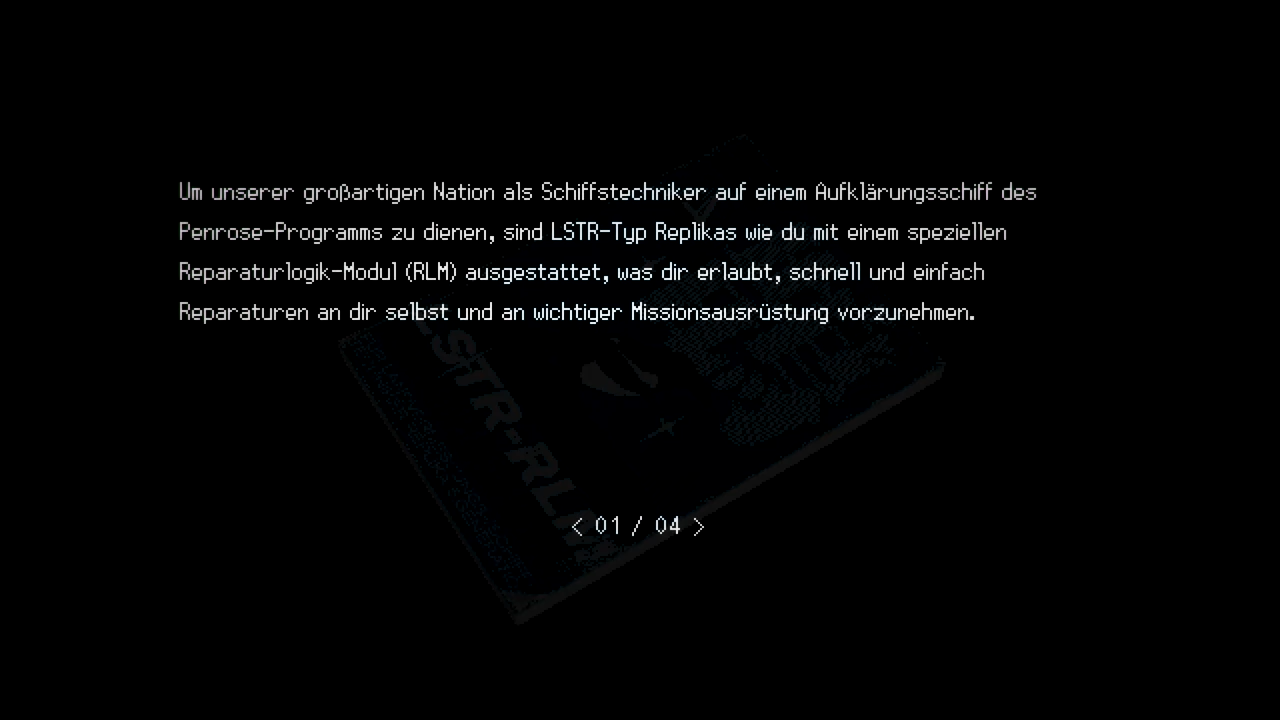 Um unserer großartigen Nation als Schiffstechniker auf einem Aufklärungsschiff des
Penrose-Programms zu dienen, sind LSTR-Typ Replikas wie du mit einem speziellen
Reparaturlogik-Modul (RLM) ausgestattet, was dir erlaubt, schnell und einfach
Reparaturen an dir selbst und an wichtiger Missionsausrüstung vorzunehmen.
LSTR-RLM
< 01 / 04 >